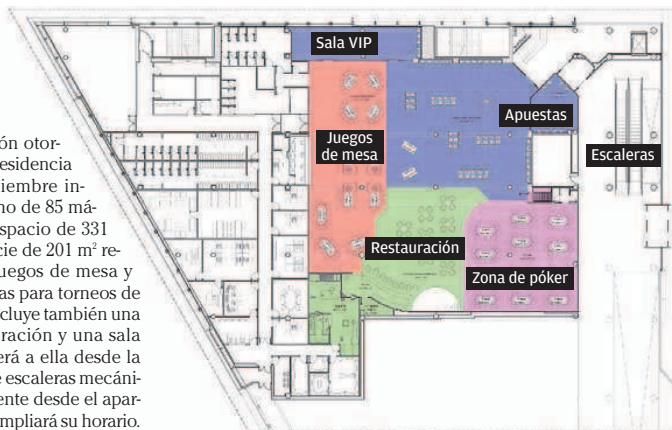 ón otor-
esidencia
iembre in-
no de 85 má-
spacio de 331
cie de 201 m² re-
uegos de mesa y
as para torneos de
cluye también una
ración y una sala
erá a ella desde la
e escaleras mecáni-
ente desde el apar-
mpliará su horario.
Sala VIP
Juegos
de mesa
Apuestas
Escaleras
Restauración
Zona de póker